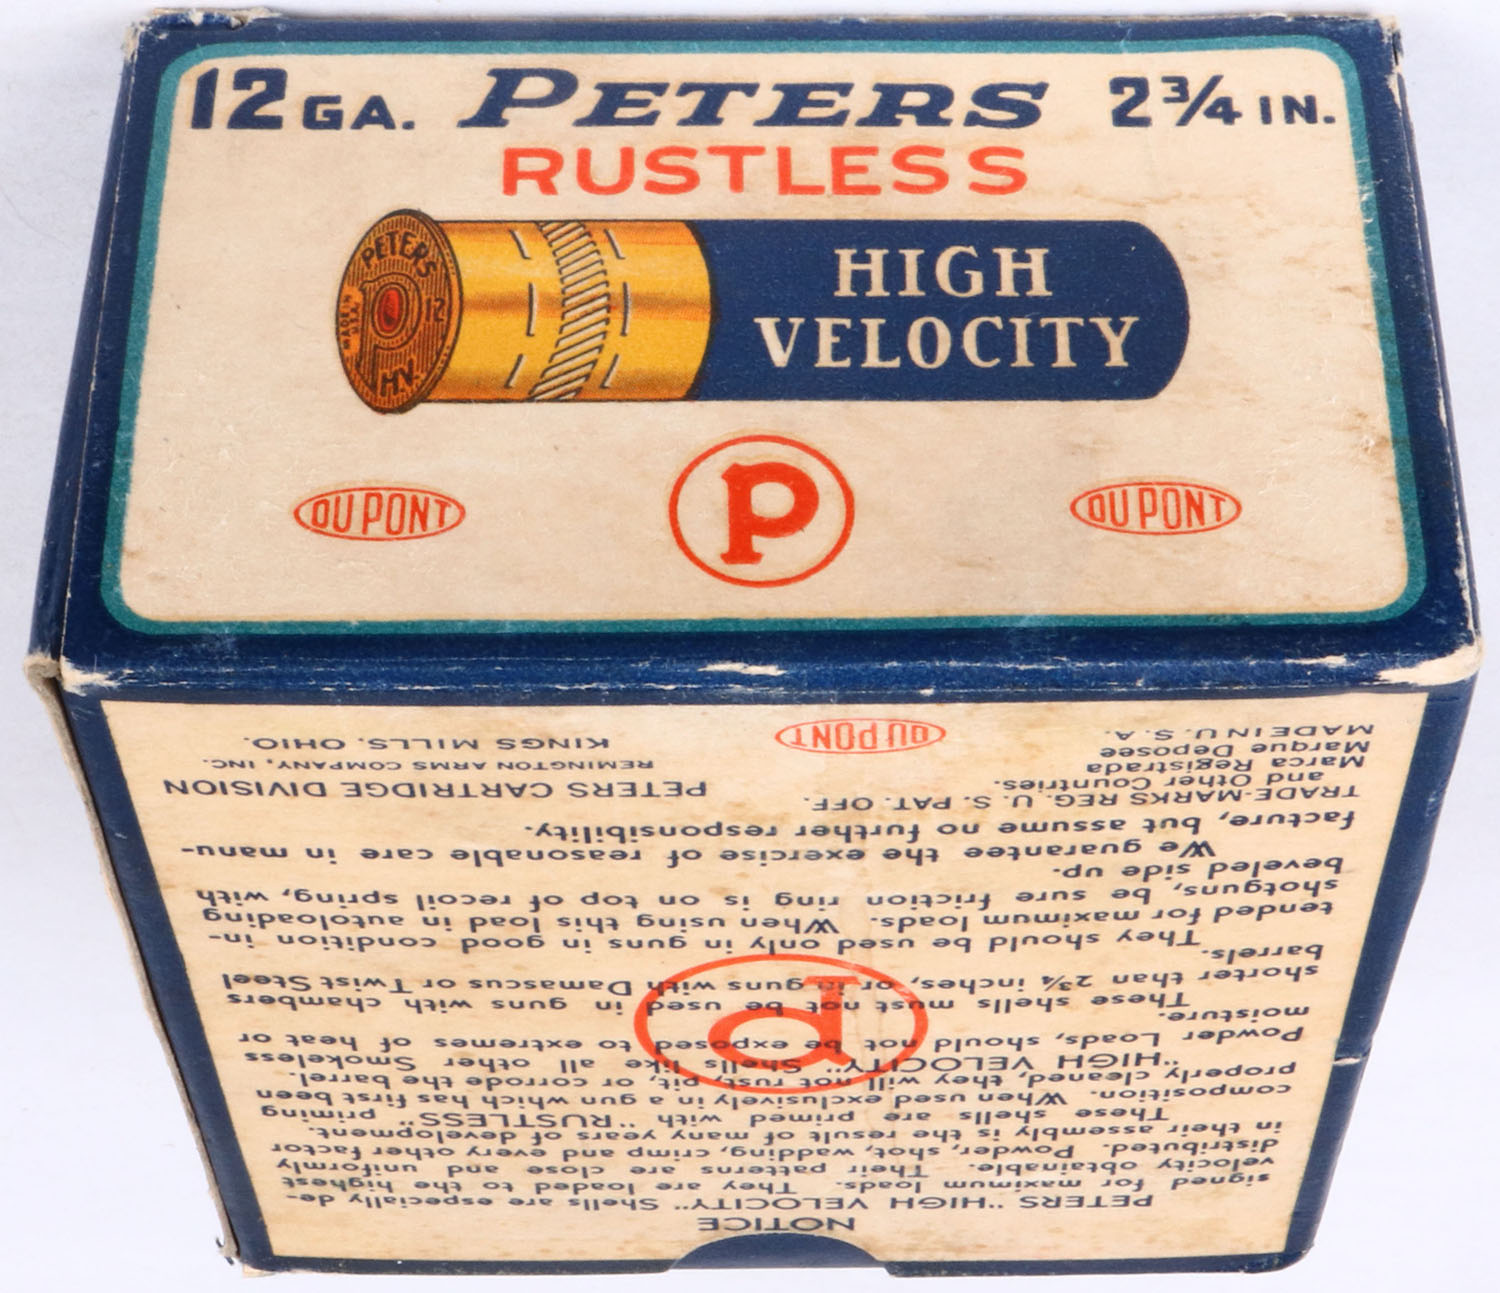 12 GA. PETERS 2 3/4 IN.
RUSTLESS
PETERS
12
MADE IN
U.S.A.
H.V.
HIGH
VELOCITY
DU PONT
P
DU PONT
NOTICE
PETERS "HIGH VELOCITY" Shells are especially de-
signed for maximum loads. They are loaded to the highest
velocity obtainable. Their patterns are close and uniformly
distributed. Powder, shot, wadding, crimp and every other factor
in their assembly is the result of many years of development.
These shells are primed with "RUSTLESS" priming
composition. When used exclusively in a gun which has first been
properly cleaned, they will not rust, pit, or corrode the barrel.
"HIGH VELOCITY" Shells like all other Smokeless
Powder Loads, should not be exposed to extremes of heat or
moisture.
These shells must not be used in guns with chambers
shorter than 2¾ inches, or in guns with Damascus or Twist Steel
barrels.
They should be used only in guns in good condition in-
tended for maximum loads. When using this load in autoloading
shotguns, be sure friction ring is on top of recoil spring, with
beveled side up.
We guarantee the exercise of reasonable care in manu-
facture, but assume no further responsibility.
P
TRADE-MARKS REG. U. S. PAT. OFF.
and Other Countries.
Marca Registrada
Marque Deposee
MADE IN U. S. A.
DU PONT
PETERS CARTRIDGE DIVISION
REMINGTON ARMS COMPANY, INC.
KINGS MILLS, OHIO.